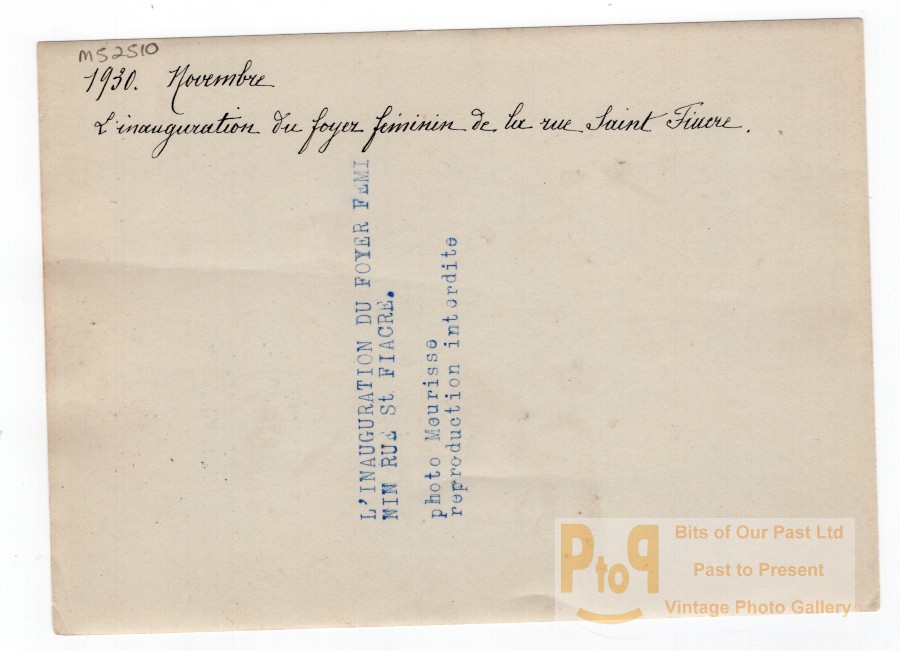 M52510
1930. Novembre
L'inauguration du foyer féminin de la rue Saint Fiacre.
L'INAUGURATION DU FOYER FEMI
NIN RUE St FIACRE.
photo Meurisse
reproduction interdite
PtoP
Bits of Our Past Ltd
Past to Present
Vintage Photo Gallery